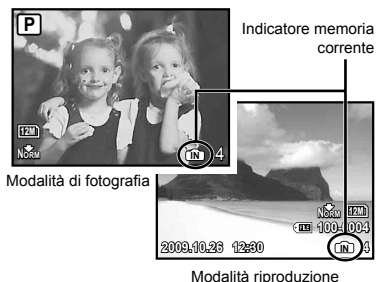 P
Indicatore memoria
corrente
12M
NORM
IN 4
Modalità di fotografia
NORM 12M
FILE 100-0004
2009.10.26 12:30 IN 4
Modalità riproduzione